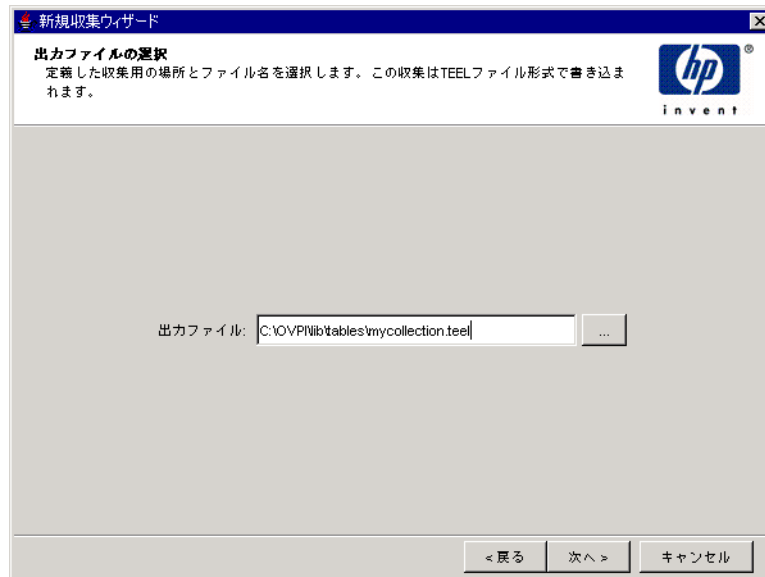 新規収集ウィザード
出力ファイルの選択
定義した収集用の場所とファイル名を選択します。この収集はTEELファイル形式で書き込ま
れます。
hp
®
invent
出力ファイル:
C:\OVPI\lib\tables\mycollection.teel
...
<戻る
次へ>
キャンセル